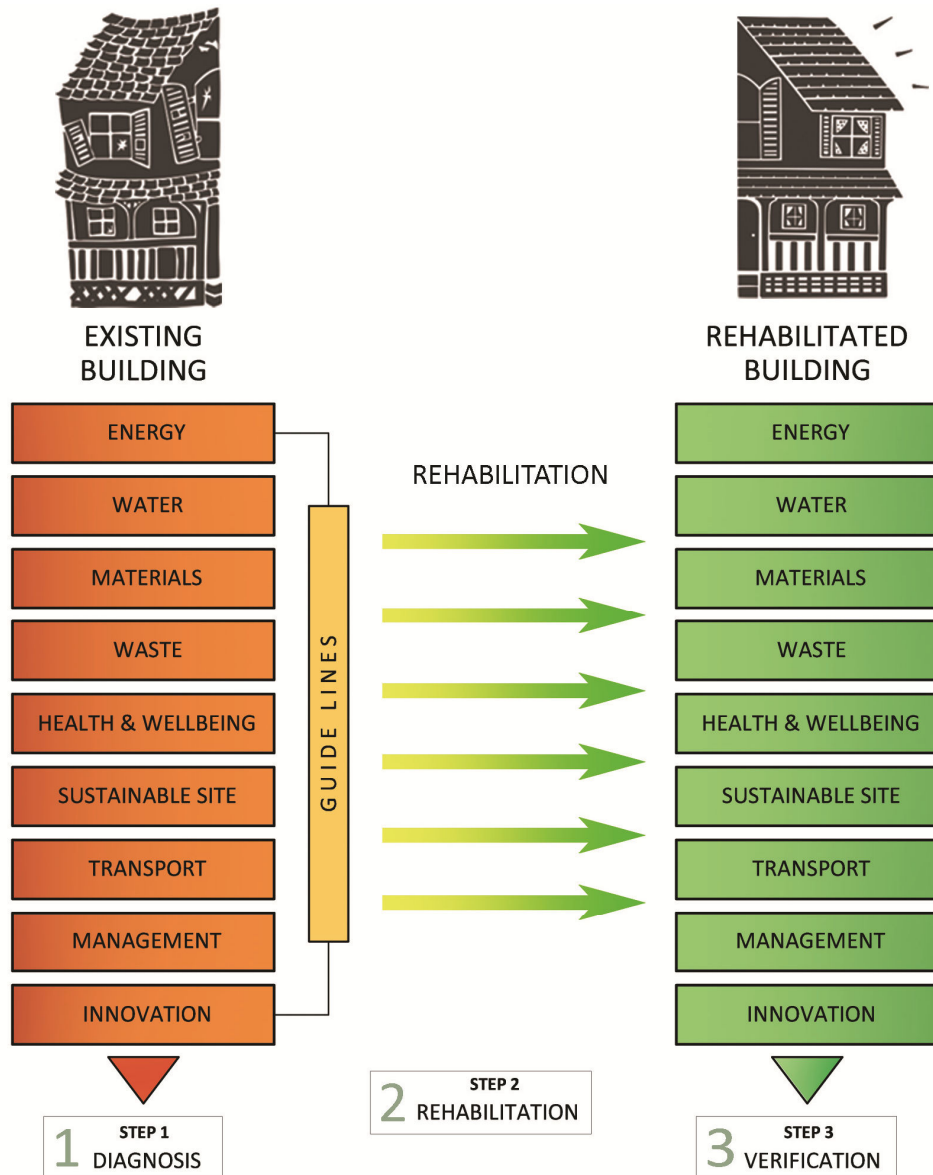 EXISTING
BUILDING
ENERGY
WATER
MATERIALS
WASTE
HEALTH & WELLBEING
SUSTAINABLE SITE
TRANSPORT
MANAGEMENT
INNOVATION
1
STEP 1
DIAGNOSIS
GUIDE LINES
REHABILITATION
2
STEP 2
REHABILITATION
REHABILITATED
BUILDING
ENERGY
WATER
MATERIALS
WASTE
HEALTH & WELLBEING
SUSTAINABLE SITE
TRANSPORT
MANAGEMENT
INNOVATION
3
STEP 3
VERIFICATION